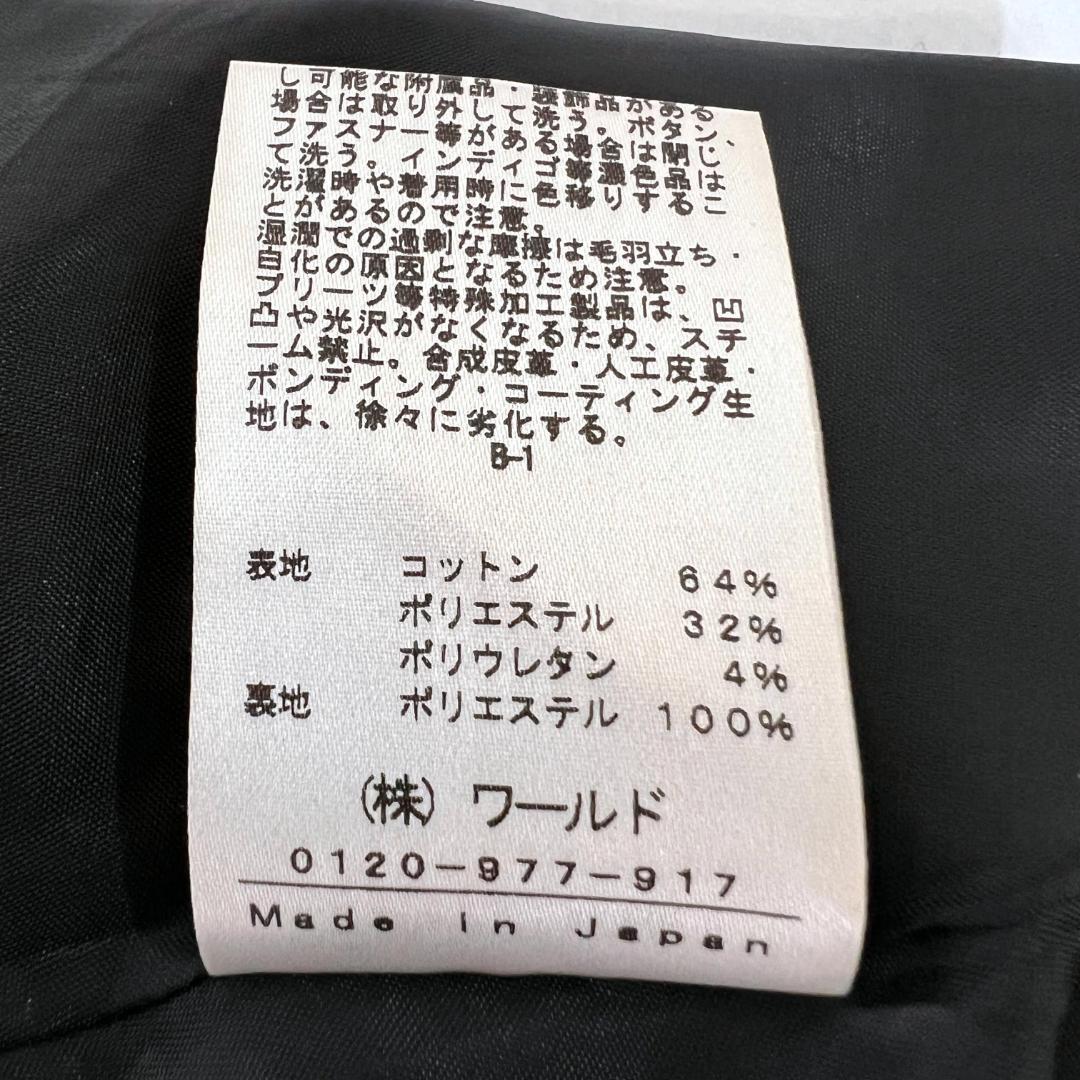 し可能な附属品・装飾品がある
場合は取り外して洗う。ボタン、
ファスナー等がある場合は閉じ
て洗う。インディゴ等濃色品は
洗濯時や着用時に色移りするこ
とがあるので注意。
湿潤での過剰な摩擦は毛羽立ち・
白化の原因となるため注意。
プリーツ等特殊加工製品は、凹
凸や光沢がなくなるため、スチ
ーム禁止。合成皮革・人工皮革・
ボンディング・コーティング生
地は、徐々に劣化する。
B-1
表地 コットン 64%
ポリエステル 32%
ポリウレタン 4%
裏地 ポリエステル 100%
(株) ワールド
0120-977-917
Made in Japan